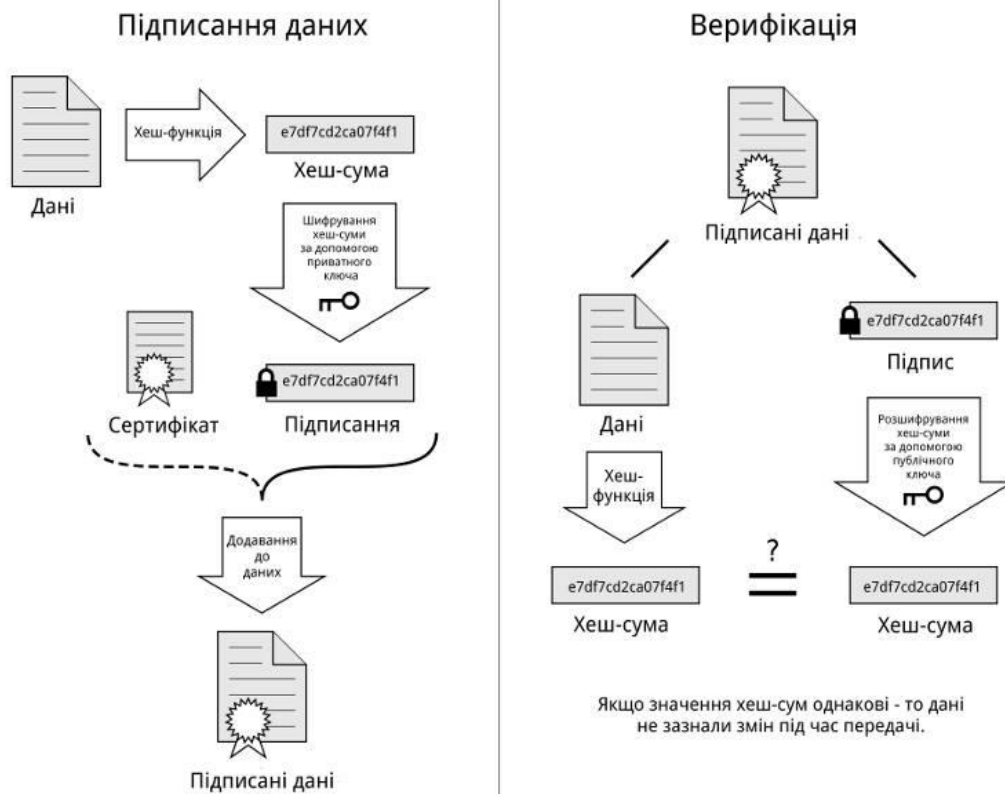 Підписання даних
Хеш-функція
e7df7cd2ca07f4f1
Хеш-сума
Дані
Шифрування
хеш-суми
за допомогою
приватного
ключа
e7df7cd2ca07f4f1
Сертифікат
Підписання
Додавання
до
даних
Підписані дані
Верифікація
Підписані дані
e7df7cd2ca07f4f1
Підпис
Дані
Розшифрування
хеш-суми
за допомогою
публічного
ключа
Хеш-
функція
?
e7df7cd2ca07f4f1
e7df7cd2ca07f4f1
Хеш-сума
Хеш-сума
Якщо значення хеш-сум однакові - то дані
не зазнали змін під час передачі.